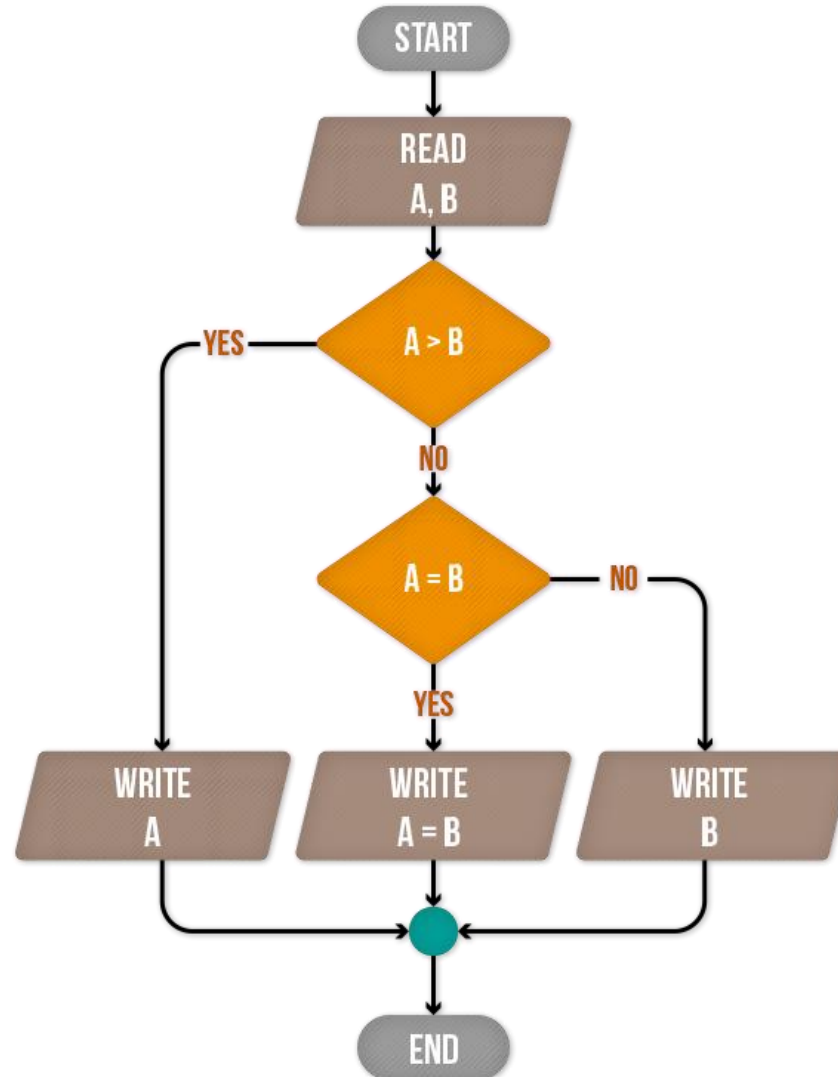 START
READ
A, B
A > B
YES
NO
A = B
NO
YES
WRITE
A
WRITE
A = B
WRITE
B
END